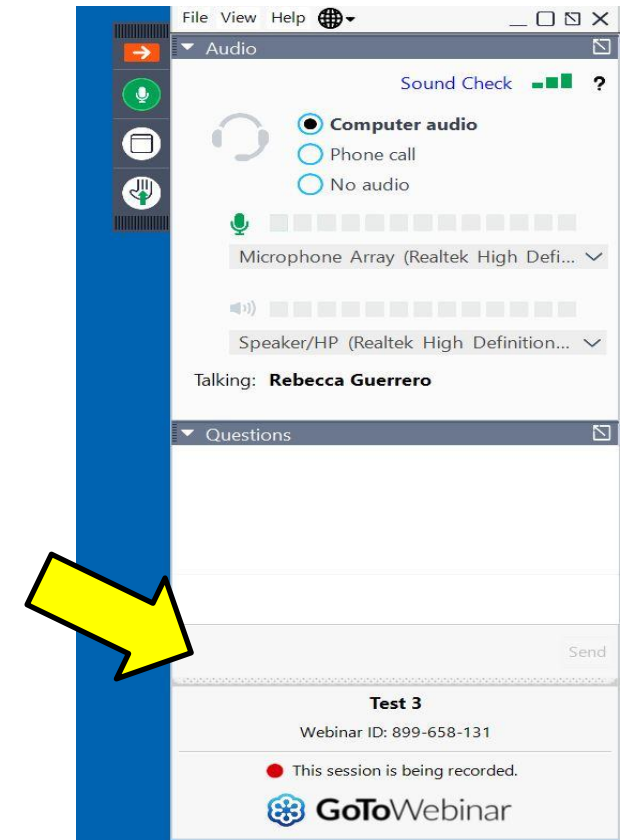 File View Help
Audio
Sound Check ?
Computer audio
Phone call
No audio
Microphone Array (Realtek High Defi...
Speaker/HP (Realtek High Definition...
Talking: Rebecca Guerrero
Questions
Send
Test 3
Webinar ID: 899-658-131
This session is being recorded.
GoToWebinar